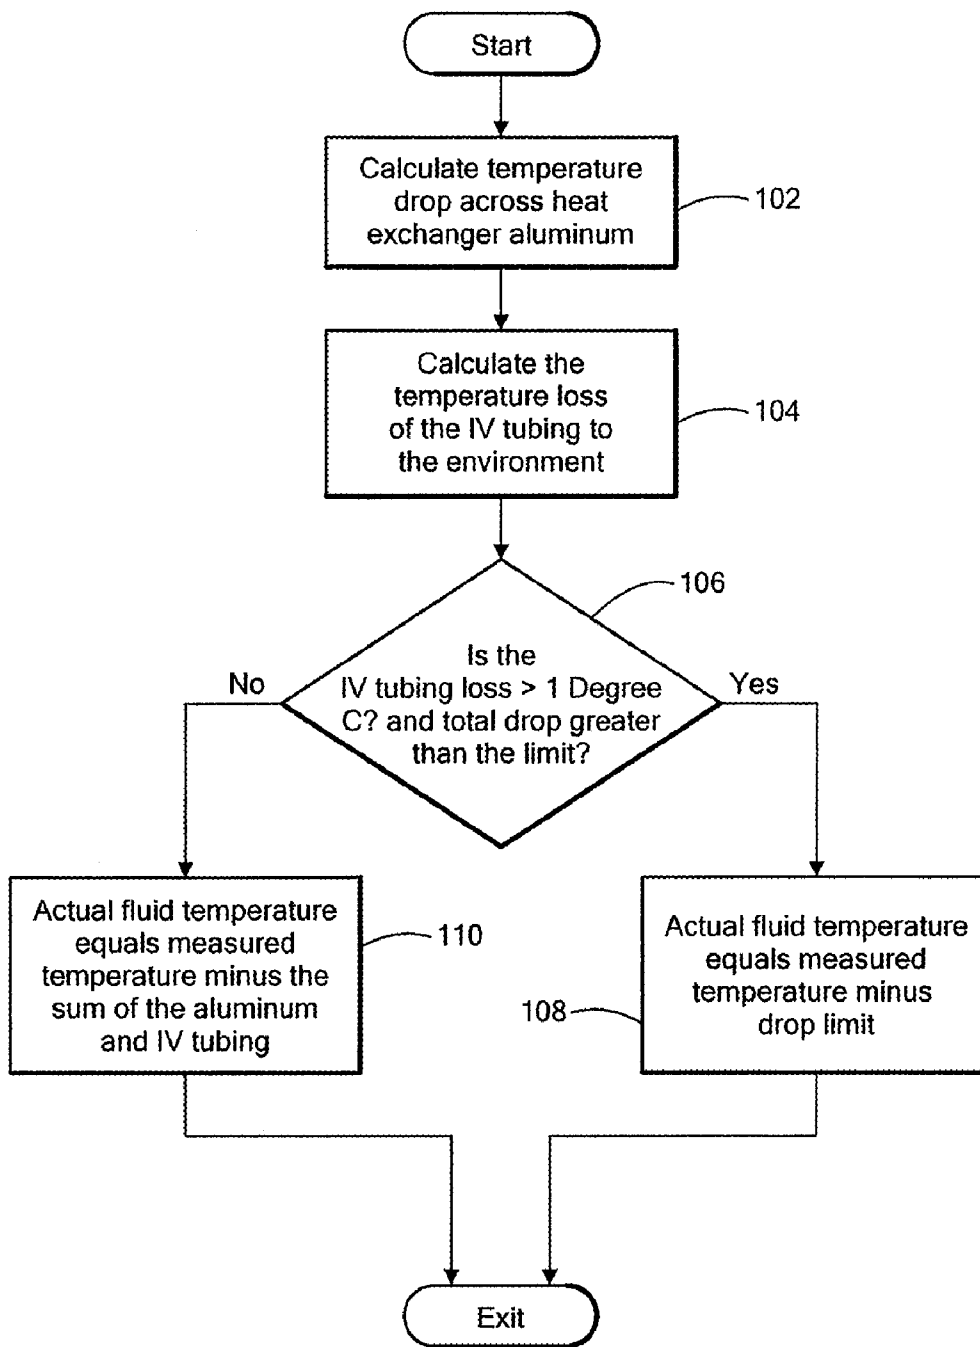 Start
Calculate temperature
drop across heat
exchanger aluminum
102
Calculate the
temperature loss
of the IV tubing to
the environment
104
106
Is the
IV tubing loss > 1 Degree
C? and total drop greater
than the limit?
No
Yes
Actual fluid temperature
equals measured
temperature minus the
sum of the aluminum
and IV tubing
110
Actual fluid temperature
equals measured
temperature minus
drop limit
108
Exit